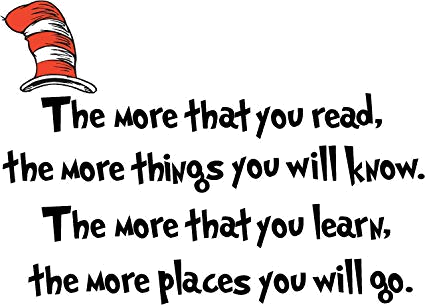 The more that you read,
the more things you will know.
The more that you learn,
the more places you will go.